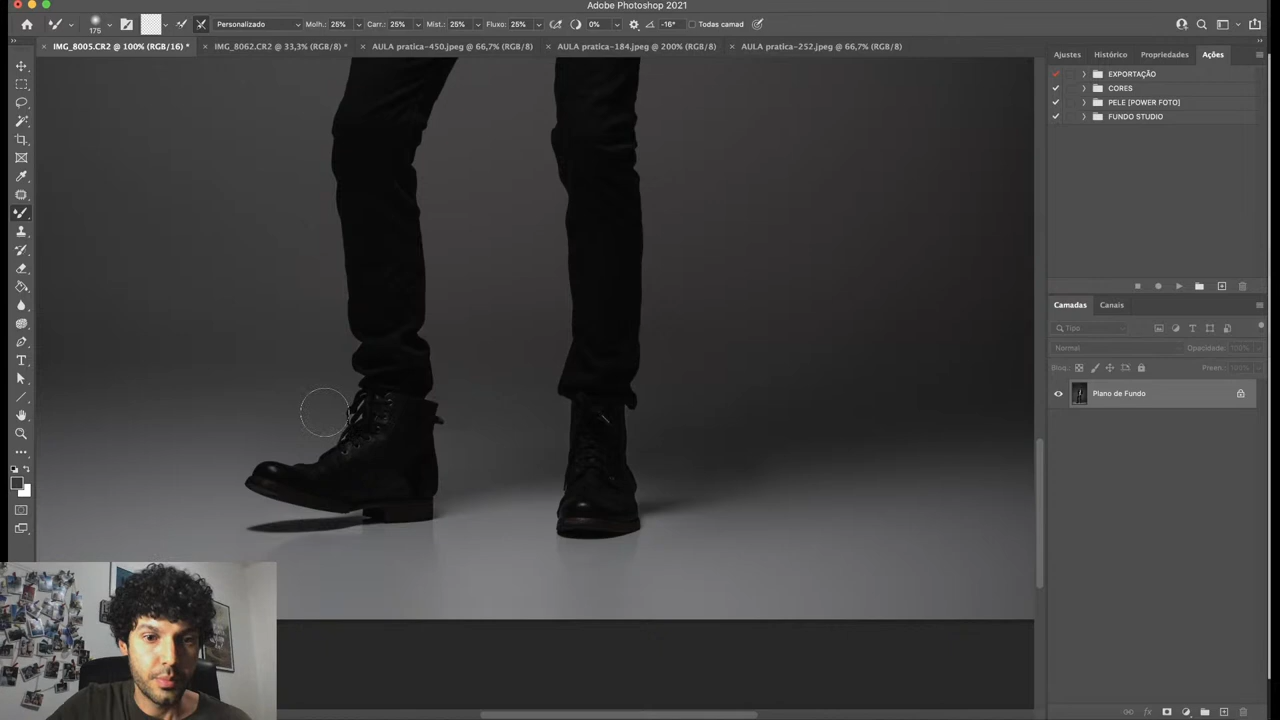 Adobe Photoshop 2021
175
Personalizado
Molh.: 25%
Carr.: 25%
Mist.: 25%
Fluxo: 25%
0%
-16°
Todas camad
IMG_8005.CR2 @ 100% (RGB/16) *
IMG_8062.CR2 @ 33,3% (RGB/8) *
AULA pratica-450.jpeg @ 66,7% (RGB/8)
AULA pratica-184.jpeg @ 200% (RGB/8)
AULA pratica-252.jpeg @ 66,7% (RGB/8)
Ajustes
Histórico
Propriedades
Ações
EXPORTAÇÃO
CORES
PELE [POWER FOTO]
FUNDO STUDIO
Camadas
Canais
Tipo
Normal
Opacidade: 100%
Bloq.:
Preen.: 100%
Plano de Fundo